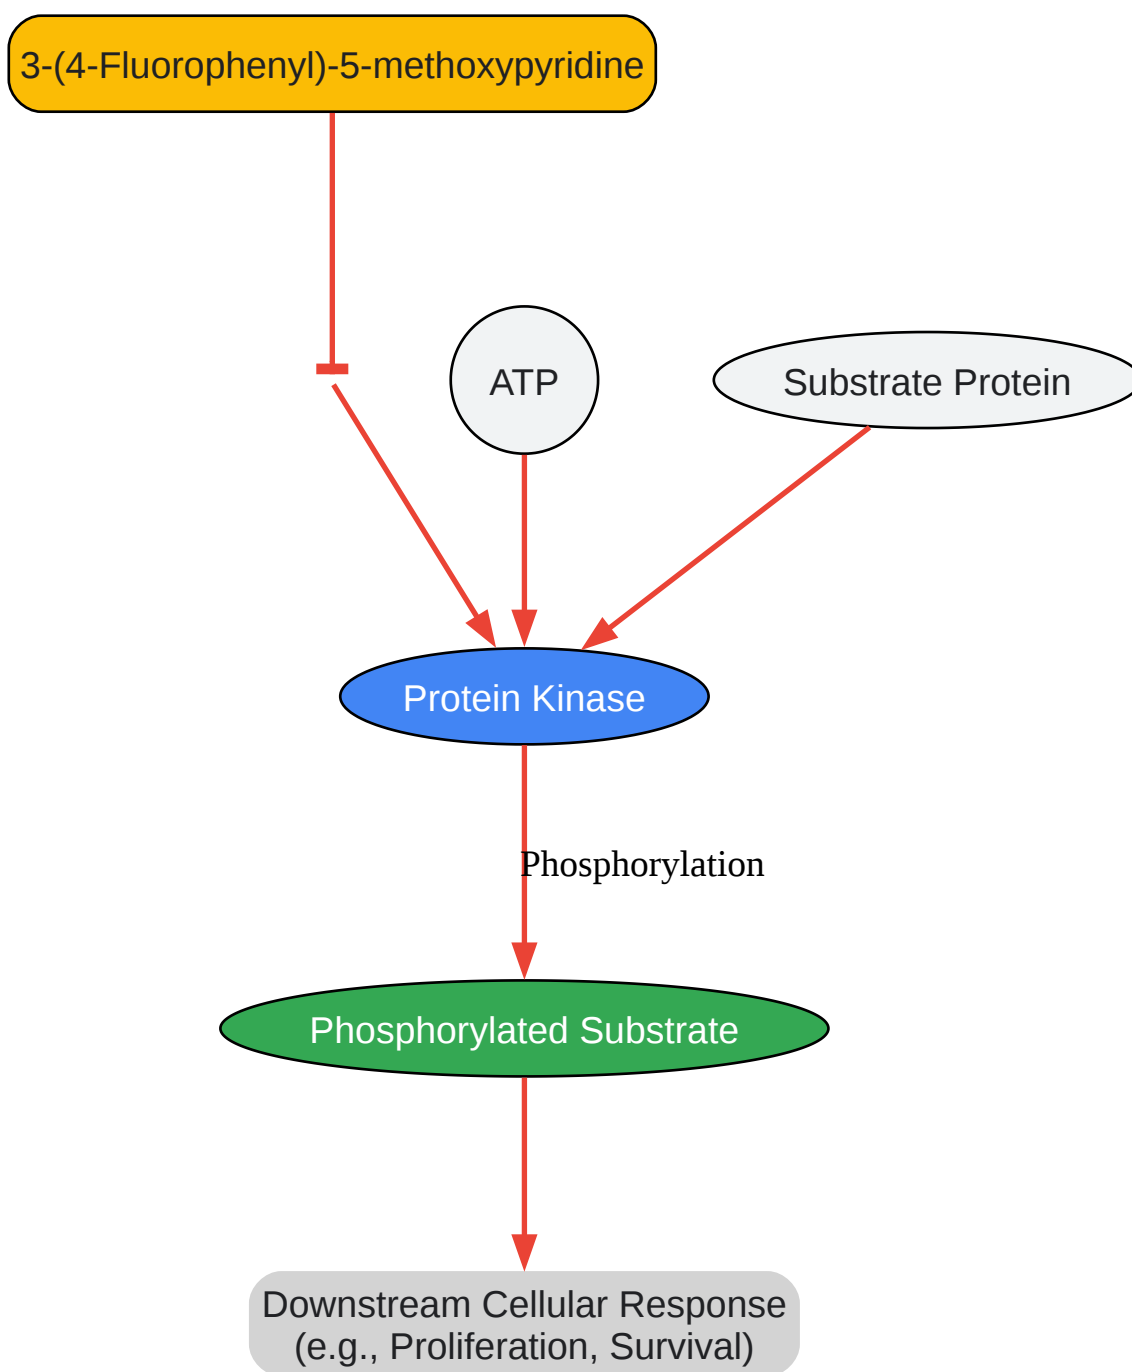 3-(4-Fluorophenyl)-5-methoxypyridine
ATP
Substrate Protein
Protein Kinase
Phosphorylation
Phosphorylated Substrate
Downstream Cellular Response
(e.g., Proliferation, Survival)